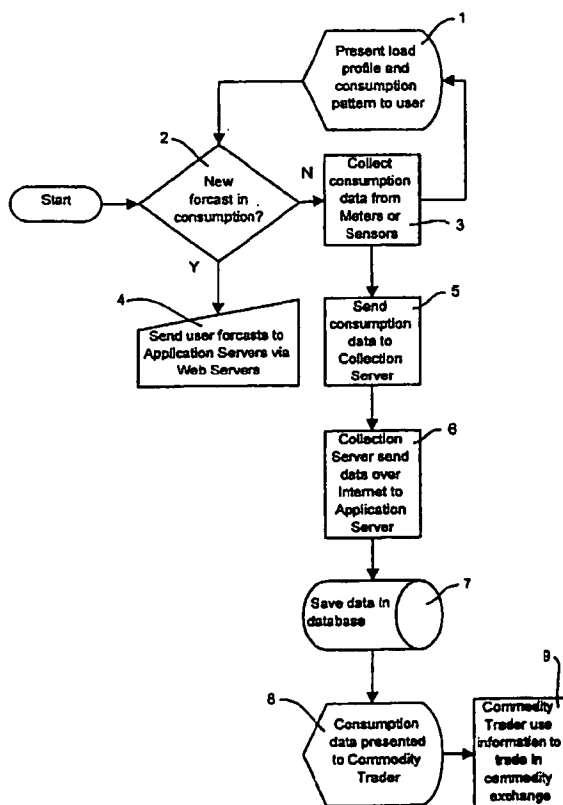 1
Present load
profile and
consumption
pattern to user
2
New
forcast in
consumption?
N
Y
Start
Collect
consumption
data from
Meters or
Sensors
3
4
Send user forcasts to
Application Servers via
Web Servers
5
Send
consumption
data to
Collection
Server
6
Collection
Server send
data over
Internet to
Application
Server
7
Save data in
database
8
Consumption
data presented
to Commodity
Trader
9
Commodity
Trader use
information to
trade in
commodity
exchange